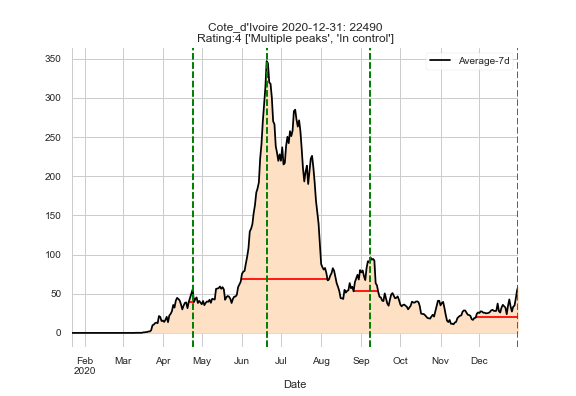 Cote_d'Ivoire 2020-12-31: 22490
Rating:4 ['Multiple peaks', 'In control']
Average-7d
350
300
250
200
150
100
50
0
Feb Mar Apr May Jun Jul Aug Sep Oct Nov Dec
2020
Date